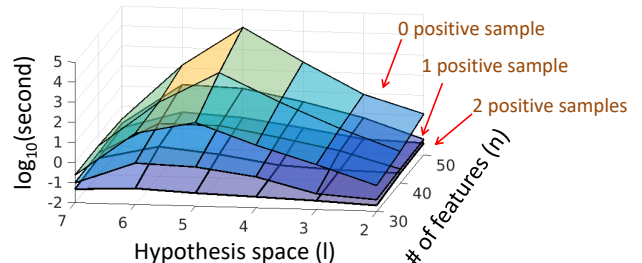 0 positive sample
1 positive sample
2 positive samples
log10(second)
5
4
3
2
1
0
-1
-2
7
6
5
4
3
2
Hypothesis space (l)
30
40
50
# of features (n)